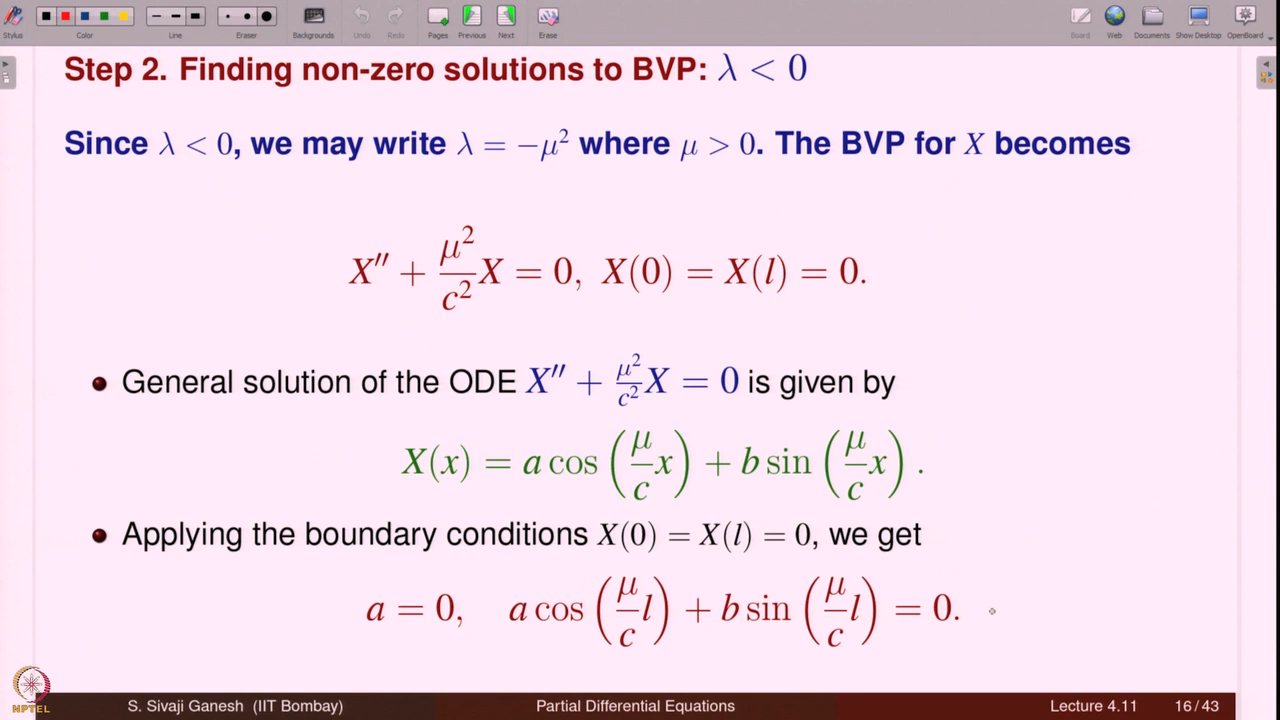 Stylus Color Line Eraser Backgrounds Undo Redo Pages Previous Next Erase Board Web Documents Show Desktop OpenBoard
Step 2. Finding non-zero solutions to BVP: λ < 0
Since λ < 0, we may write λ = −μ² where μ > 0. The BVP for X becomes
X″ + μ²/c² X = 0, X(0) = X(l) = 0.
General solution of the ODE X″ + μ²/c² X = 0 is given by
X(x) = a cos (μ/c x) + b sin (μ/c x) .
Applying the boundary conditions X(0) = X(l) = 0, we get
a = 0, a cos (μ/c l) + b sin (μ/c l) = 0.
NPTEL
S. Sivaji Ganesh (IIT Bombay) Partial Differential Equations Lecture 4.11 16/43